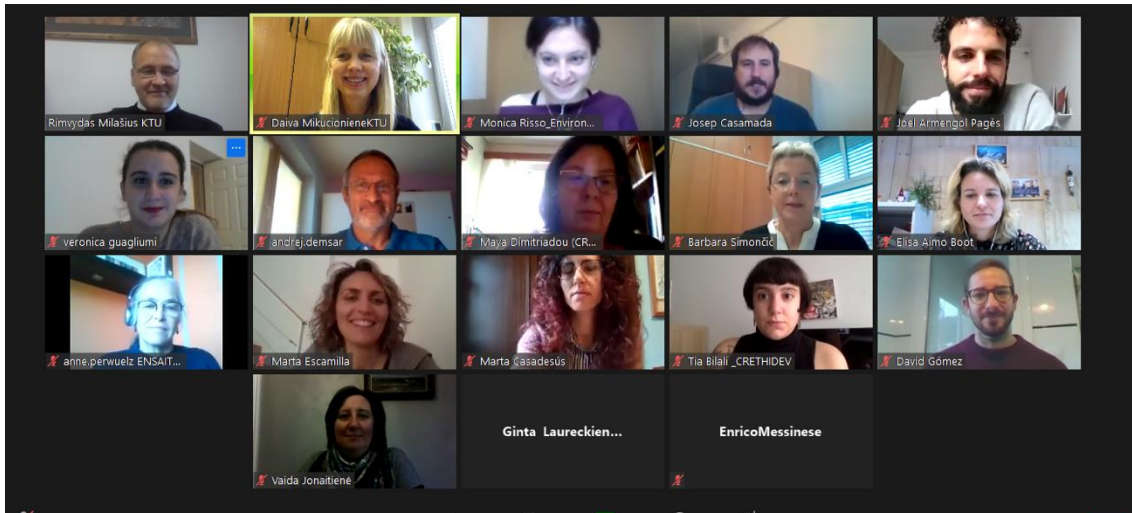 Rimvydas Milašius KTU
Daiva MikucionieneKTU
Monica Risso_Environ...
Josep Casamada
Joel Armengol Pagès
veronica guagliumi
andrej.demsar
Maya Dimitriadou (CR...
Barbara Simončič
Elisa Aimo Boot
anne.perwuelz ENSAIT...
Marta Escamilla
Marta Casadesús
Tia Bilali _CRETHIDEV
David Gómez
Vaida Jonaitienė
Ginta Laureckien...
EnricoMessinese